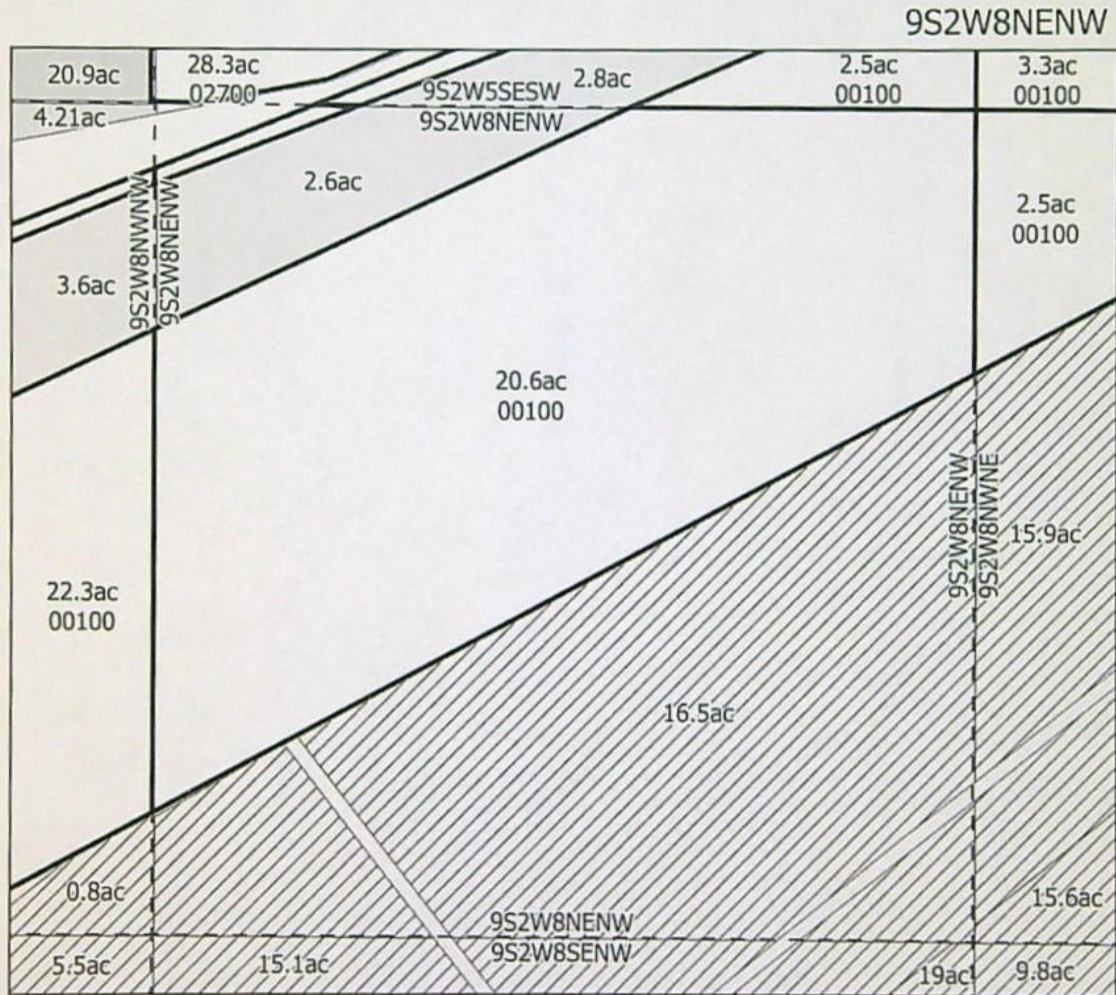 9S2W8NENW
20.9ac
28.3ac
02700
9S2W5SESW
2.8ac
2.5ac
00100
3.3ac
00100
4.21ac
9S2W8NENW
2.6ac
9S2W8NWNW
9S2W8NENW
3.6ac
2.5ac
00100
20.6ac
00100
22.3ac
00100
9S2W8NENW
9S2W8NWNE
15.9ac
16.5ac
0.8ac
15.6ac
9S2W8NENW
9S2W8SENW
5.5ac
15.1ac
19ac
9.8ac